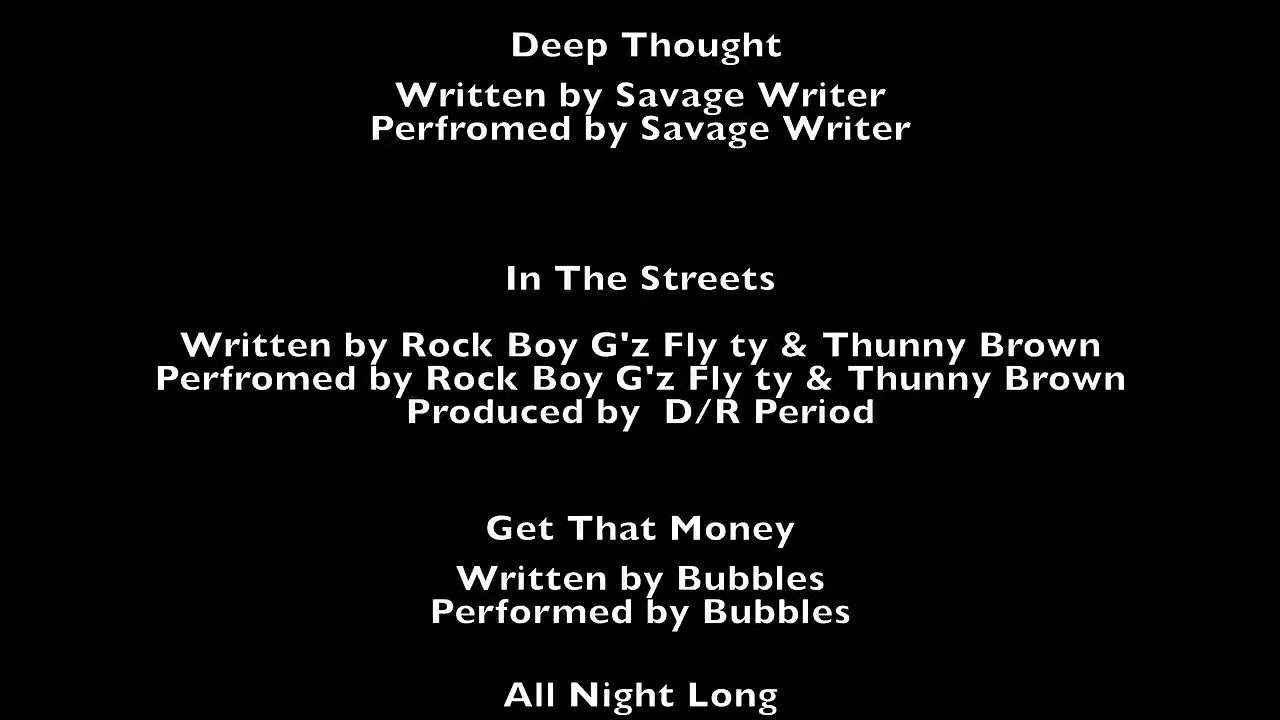 Deep Thought
Written by Savage Writer
Perfromed by Savage Writer
In The Streets
Written by Rock Boy G'z Fly ty & Thunny Brown
Perfromed by Rock Boy G'z Fly ty & Thunny Brown
Produced by  D/R Period
Get That Money
Written by Bubbles
Performed by Bubbles
All Night Long